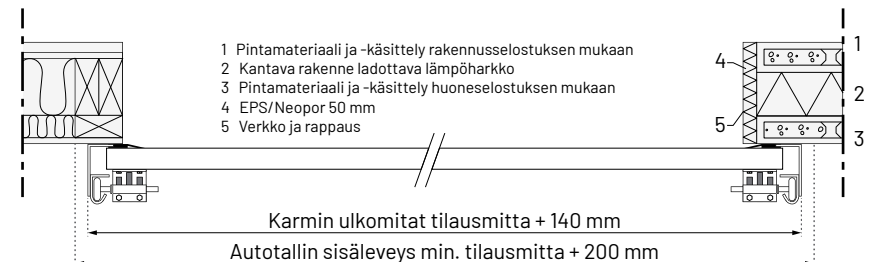 1 Pintamateriaali ja -käsittely rakennusselostuksen mukaan
2 Kantava rakenne ladottava lämpöharkko
3 Pintamateriaali ja -käsittely huoneselostuksen mukaan
4 EPS/Neopor 50 mm
5 Verkko ja rappaus
1
4
2
5
3
Karmin ulkomitat tilausmitta + 140 mm
Autotallin sisäleveys min. tilausmitta + 200 mm